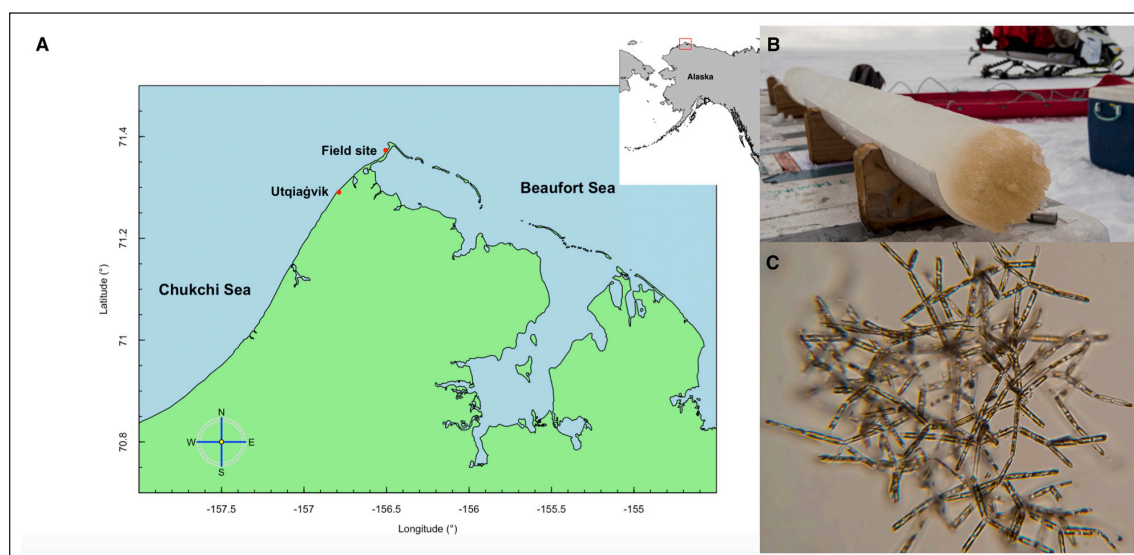 A
Alaska
71.4
Field site
Utqiaġvik
Beaufort Sea
71.2
Chukchi Sea
Latitude (°)
71
N
W
E
S
70.8
-157.5
-157
-156.5
-156
-155.5
-155
Longitude (°)
B
C